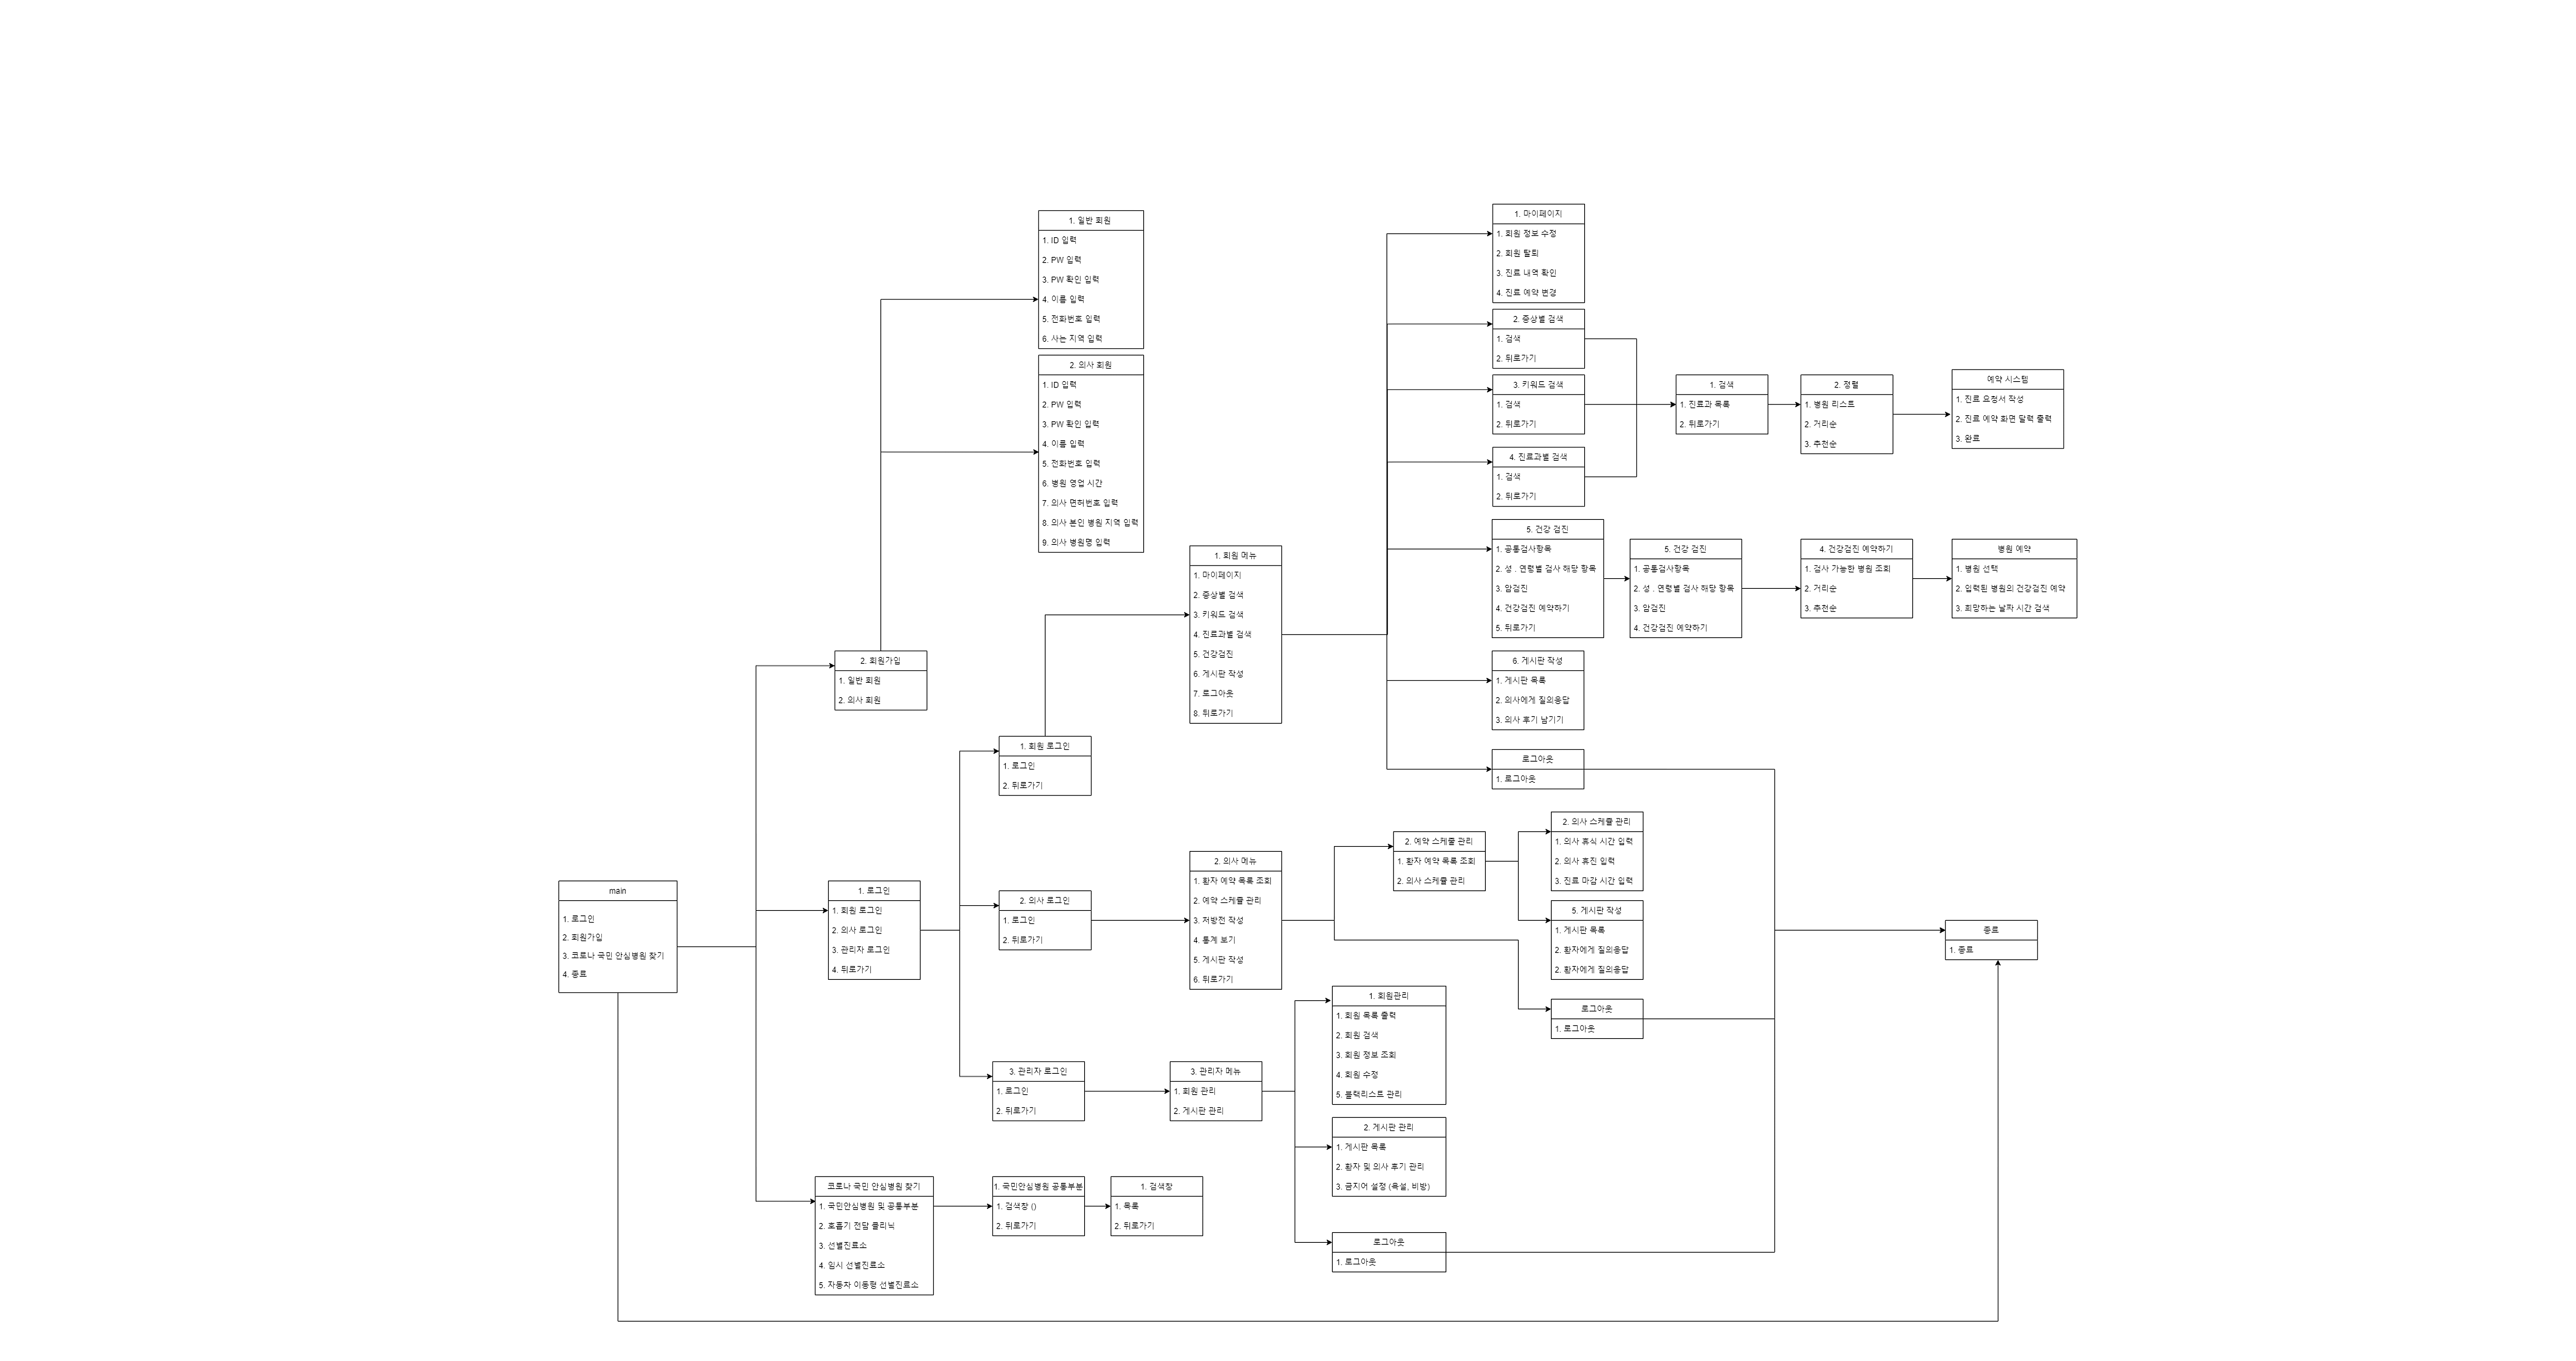 main
1. 로그인
2. 회원가입
3. 코로나 국민 안심병원 찾기
4. 종료
2. 회원가입
1. 일반 회원
2. 의사 회원
1. 일반 회원
1. ID 입력
2. PW 입력
3. PW 확인 입력
4. 이름 입력
5. 전화번호 입력
6. 사는 지역 입력
2. 의사 회원
1. ID 입력
2. PW 입력
3. PW 확인 입력
4. 이름 입력
5. 전화번호 입력
6. 병원 영업 시간
7. 의사 면허번호 입력
8. 의사 본인 병원 지역 입력
9. 의사 병원명 입력
1. 로그인
1. 회원 로그인
2. 의사 로그인
3. 관리자 로그인
4. 뒤로가기
1. 회원 로그인
1. 로그인
2. 뒤로가기
1. 회원 메뉴
1. 마이페이지
2. 증상별 검색
3. 키워드 검색
4. 진료과별 검색
5. 건강검진
6. 게시판 작성
7. 로그아웃
8. 뒤로가기
1. 마이페이지
1. 회원 정보 수정
2. 회원 탈퇴
3. 진료 내역 확인
4. 진료 예약 변경
2. 증상별 검색
1. 검색
2. 뒤로가기
3. 키워드 검색
1. 검색
2. 뒤로가기
4. 진료과별 검색
1. 검색
2. 뒤로가기
1. 검색
1. 진료과 목록
2. 뒤로가기
2. 정렬
1. 병원 리스트
2. 거리순
3. 추천순
예약 시스템
1. 진료 요청서 작성
2. 진료 예약 화면 달력 출력
3. 완료
5. 건강 검진
1. 공통검사항목
2. 성 . 연령별 검사 해당 항목
3. 암검진
4. 건강검진 예약하기
5. 뒤로가기
5. 건강 검진
1. 공통검사항목
2. 성 . 연령별 검사 해당 항목
3. 암검진
4. 건강검진 예약하기
4. 건강검진 예약하기
1. 검사 가능한 병원 조회
2. 거리순
3. 추천순
병원 예약
1. 병원 선택
2. 입력된 병원의 건강검진 예약
3. 희망하는 날짜 시간 검색
6. 게시판 작성
1. 게시판 목록
2. 의사에게 질의응답
3. 의사 후기 남기기
로그아웃
1. 로그아웃
2. 의사 로그인
1. 로그인
2. 뒤로가기
2. 의사 메뉴
1. 환자 예약 목록 조회
2. 예약 스케쥴 관리
3. 처방전 작성
4. 통계 보기
5. 게시판 작성
6. 뒤로가기
2. 예약 스케쥴 관리
1. 환자 예약 목록 조회
2. 의사 스케쥴 관리
2. 의사 스케쥴 관리
1. 의사 휴식 시간 입력
2. 의사 휴진 입력
3. 진료 마감 시간 입력
5. 게시판 작성
1. 게시판 목록
2. 환자에게 질의응답
2. 환자에게 질의응답
로그아웃
1. 로그아웃
종료
1. 종료
3. 관리자 로그인
1. 로그인
2. 뒤로가기
3. 관리자 메뉴
1. 회원 관리
2. 게시판 관리
1. 회원관리
1. 회원 목록 출력
2. 회원 검색
3. 회원 정보 조회
4. 회원 수정
5. 블랙리스트 관리
2. 게시판 관리
1. 게시판 목록
2. 환자 및 의사 후기 관리
3. 금지어 설정 (욕설, 비방)
로그아웃
1. 로그아웃
코로나 국민 안심병원 찾기
1. 국민안심병원 및 공통부분
2. 호흡기 전담 클리닉
3. 선별진료소
4. 임시 선별진료소
5. 자동차 이동형 선별진료소
1. 국민안심병원 공통부분
1. 검색창 ()
2. 뒤로가기
1. 검색창
1. 목록
2. 뒤로가기